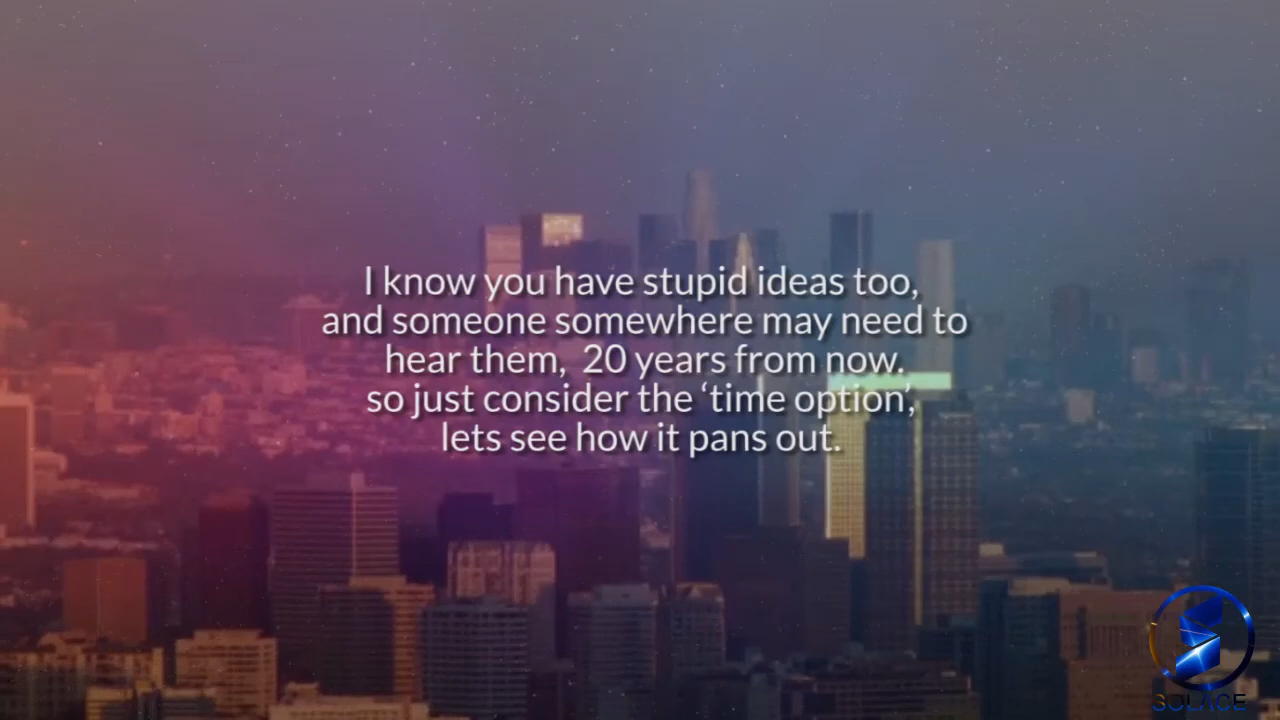 I know you have stupid ideas too,
and someone somewhere may need to
hear them, 20 years from now.
so just consider the ‘time option’,
lets see how it pans out.
SOLACE